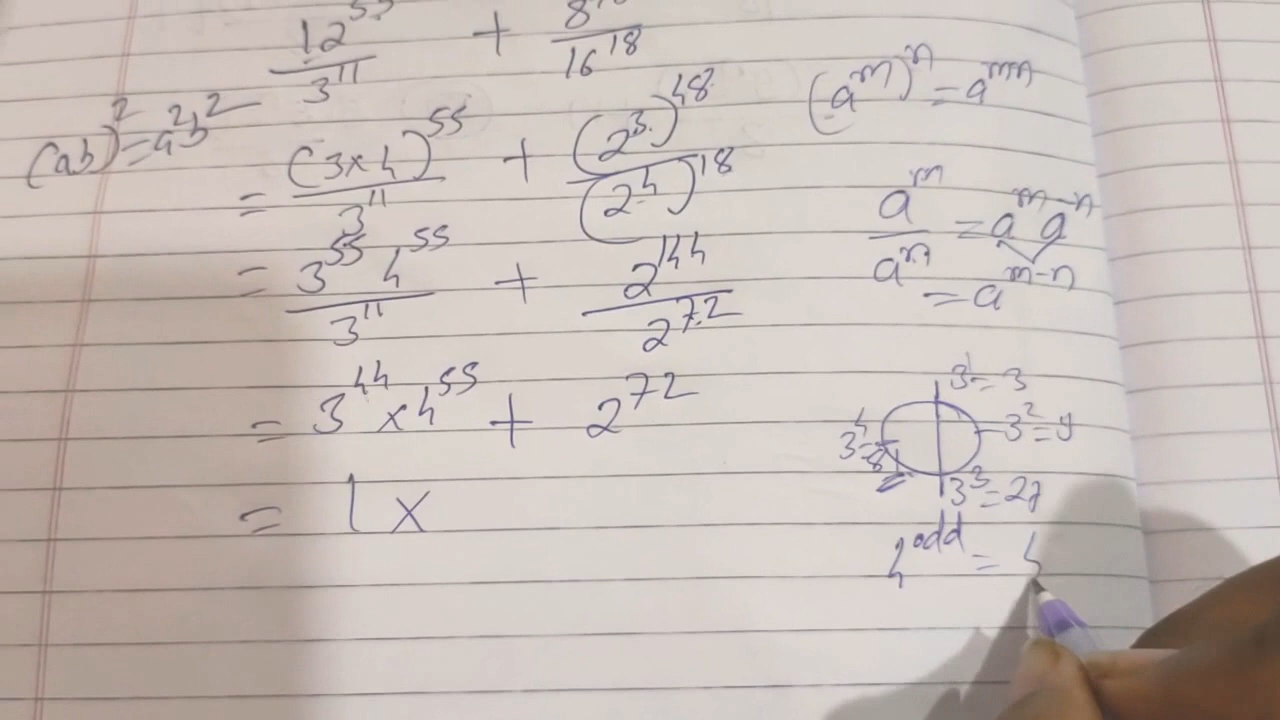 12^55 / 3^11 + 8 / 16^18
(ab)^2 = a^2 b^2
(a^m)^n = a^mn
= (3×4)^55 / 3^11 + (2^3)^48 / (2^4)^18
a^m / a^n = a^m a^-n
= a^m-n
= 3^55 4^55 / 3^11 + 2^144 / 2^72
= 3^44 × 4^55 + 2^72
3^1 = 3
3^2 = 9
3^3 = 27
3^4 = 81
= 1 ×
4^odd = 4